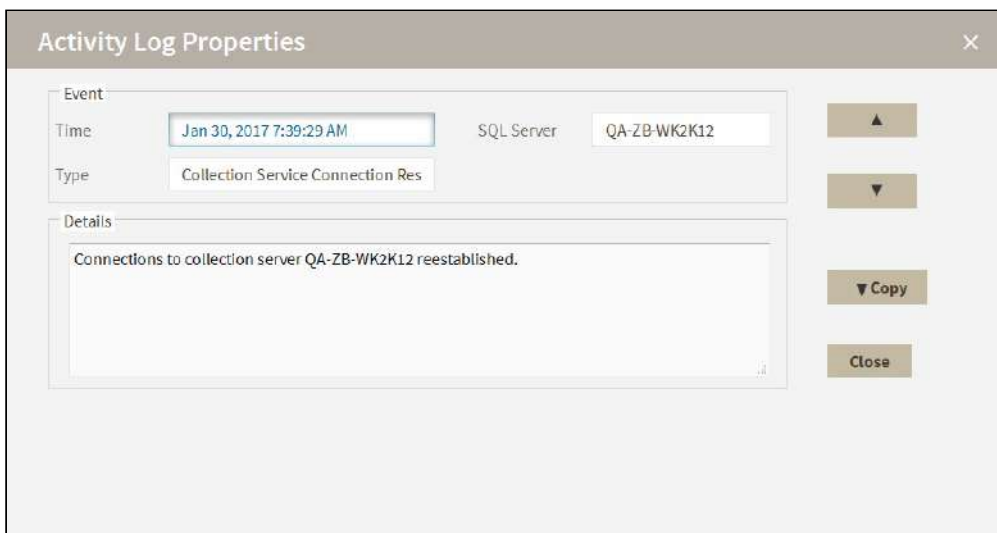 Activity Log Properties ×
Event
Time Jan 30, 2017 7:39:29 AM SQL Server QA-ZB-WK2K12 ▲
Type Collection Service Connection Res ▼
Details
Connections to collection server QA-ZB-WK2K12 reestablished.
▼ Copy
Close